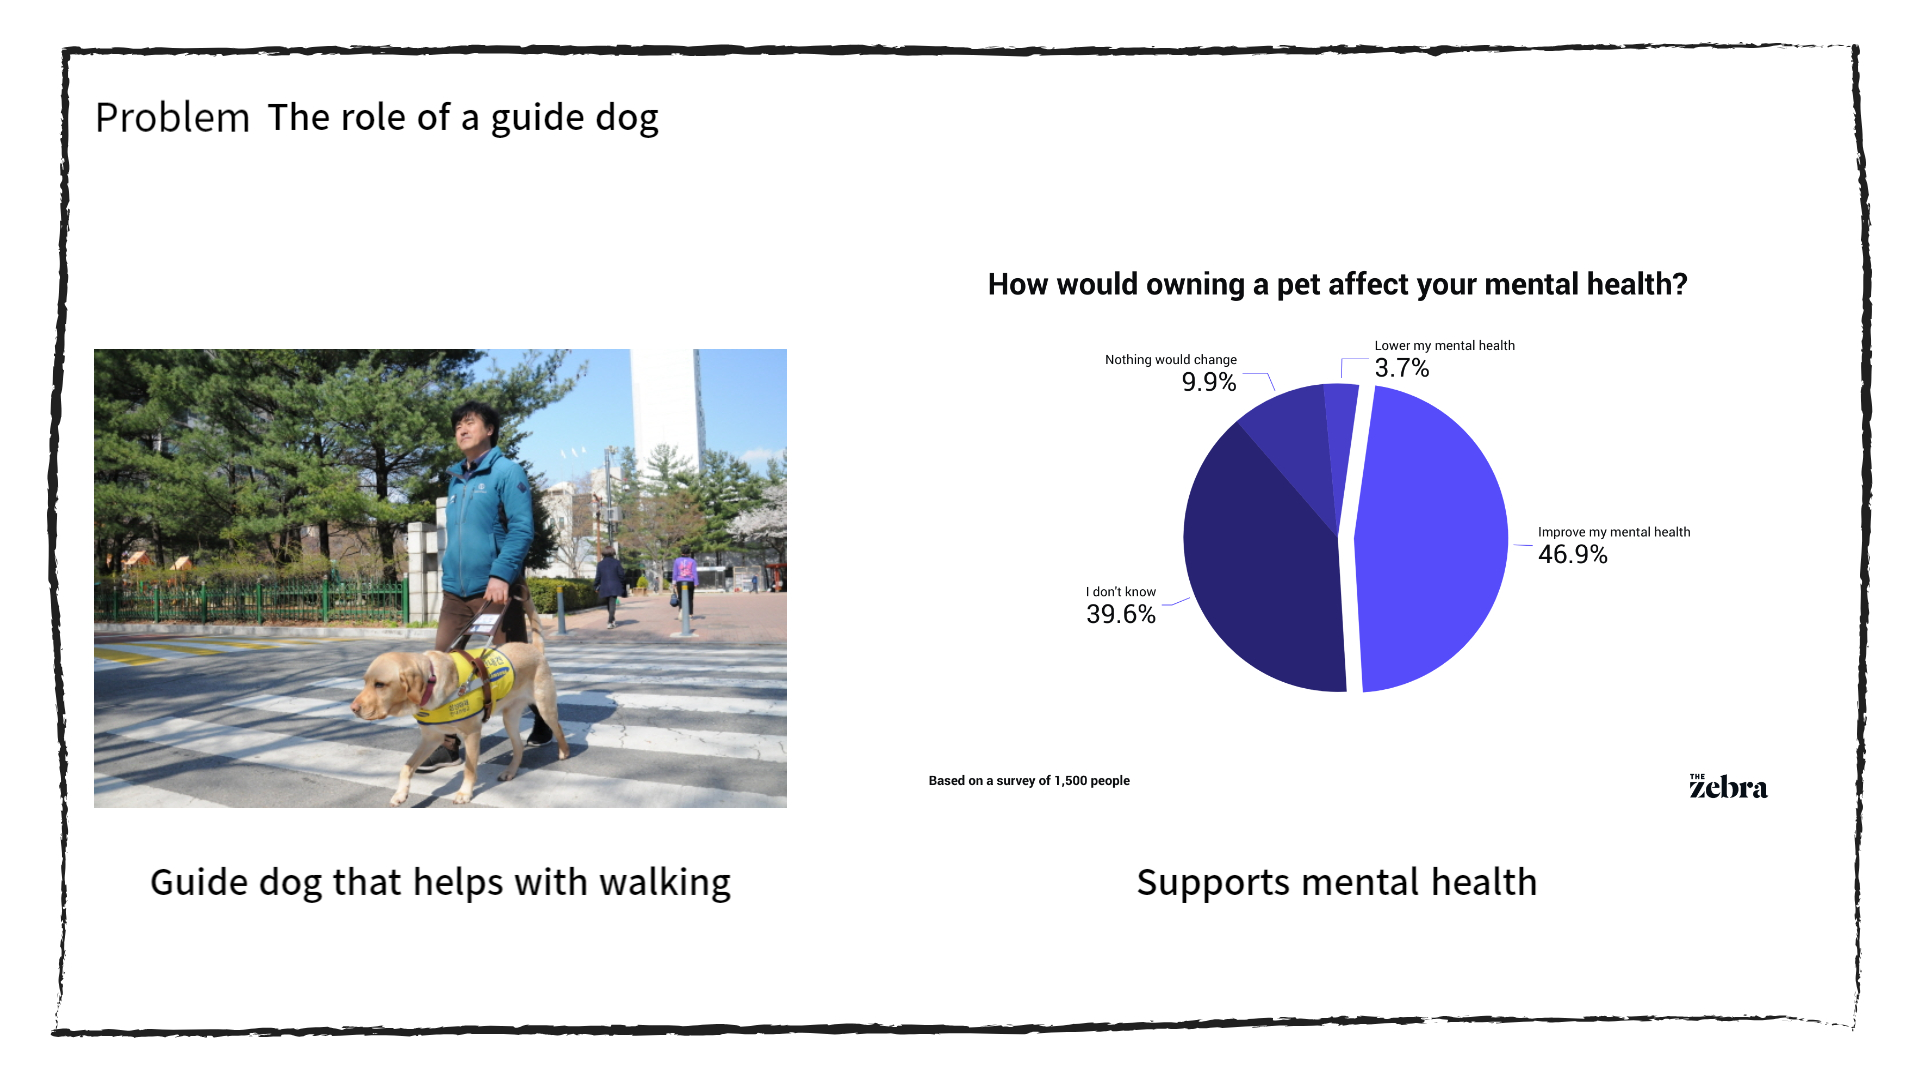 Problem The role of a guide dog
How would owning a pet affect your mental health?
Lower my mental health
3.7%
Nothing would change
9.9%
Improve my mental health
46.9%
I don't know
39.6%
Based on a survey of 1,500 people
THE
Zebra
Guide dog that helps with walking
Supports mental health